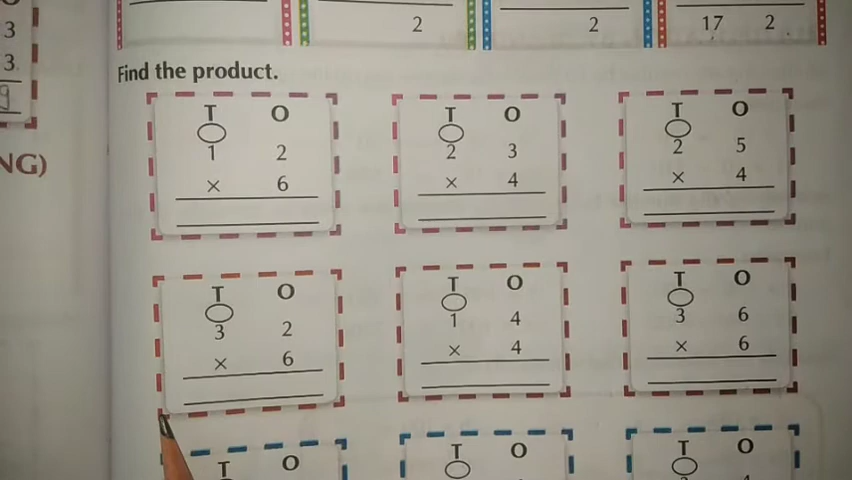 3
3
9
NG)
2
2
17 2
Find the product.
T O
1 2
× 6
T O
2 3
× 4
T O
2 5
× 4
T O
3 2
× 6
T O
1 4
× 4
T O
3 6
× 6
T O
T O
T O